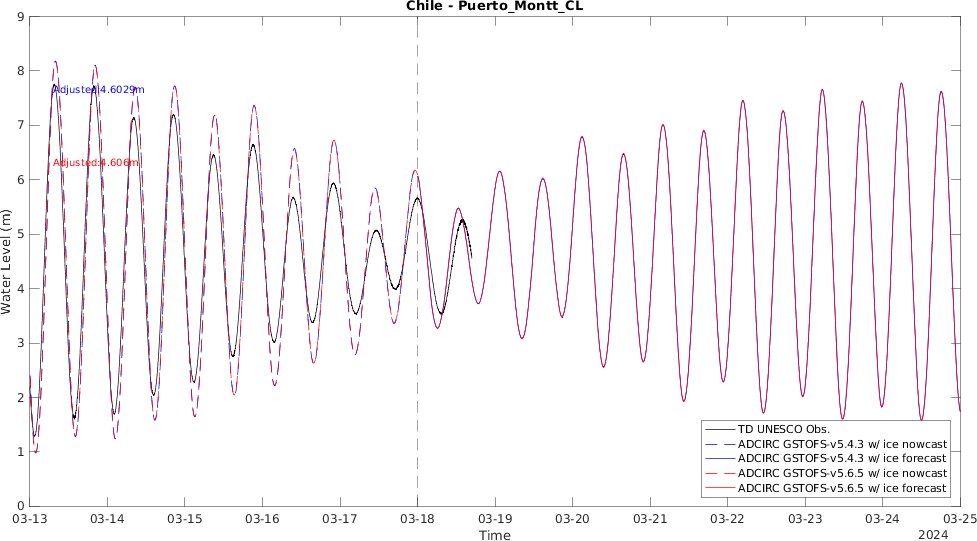 Chile - Puerto_Montt_CL
9
8
7
6
5
4
3
2
1
0
Water Level (m)
Adjusted:4.6029m
Adjusted:4.606m
TD UNESCO Obs.
ADCIRC GSTOFS-v5.4.3 w/ ice nowcast
ADCIRC GSTOFS-v5.4.3 w/ ice forecast
ADCIRC GSTOFS-v5.6.5 w/ ice nowcast
ADCIRC GSTOFS-v5.6.5 w/ ice forecast
03-13 03-14 03-15 03-16 03-17 03-18 03-19 03-20 03-21 03-22 03-23 03-24 03-25
Time
2024